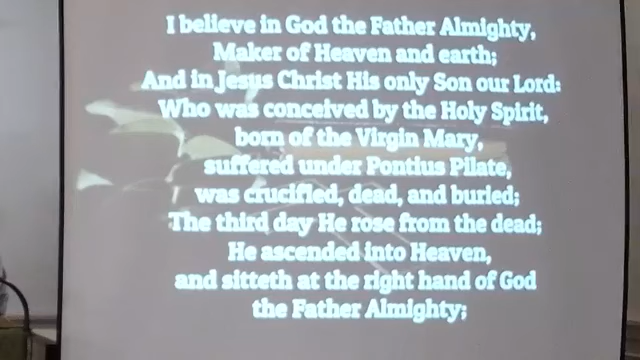 I believe in God the Father Almighty,
Maker of Heaven and earth;
And in Jesus Christ His only Son our Lord:
Who was conceived by the Holy Spirit,
born of the Virgin Mary,
suffered under Pontius Pilate,
was crucified, dead, and buried;
The third day He rose from the dead;
He ascended into Heaven,
and sitteth at the right hand of God
the Father Almighty;